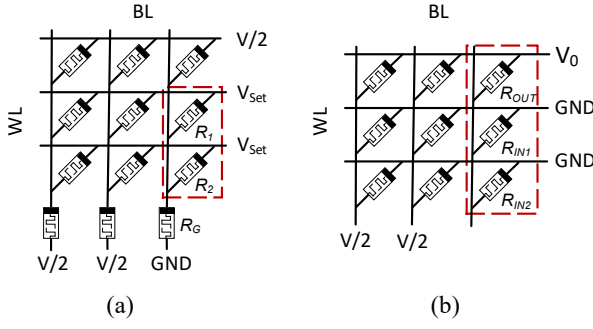 BL
V/2
V_Set
V_Set
WL
R_1
R_2
R_G
V/2
V/2
GND
(a)
BL
V_0
GND
GND
WL
R_OUT
R_IN1
R_IN2
V/2
V/2
(b)